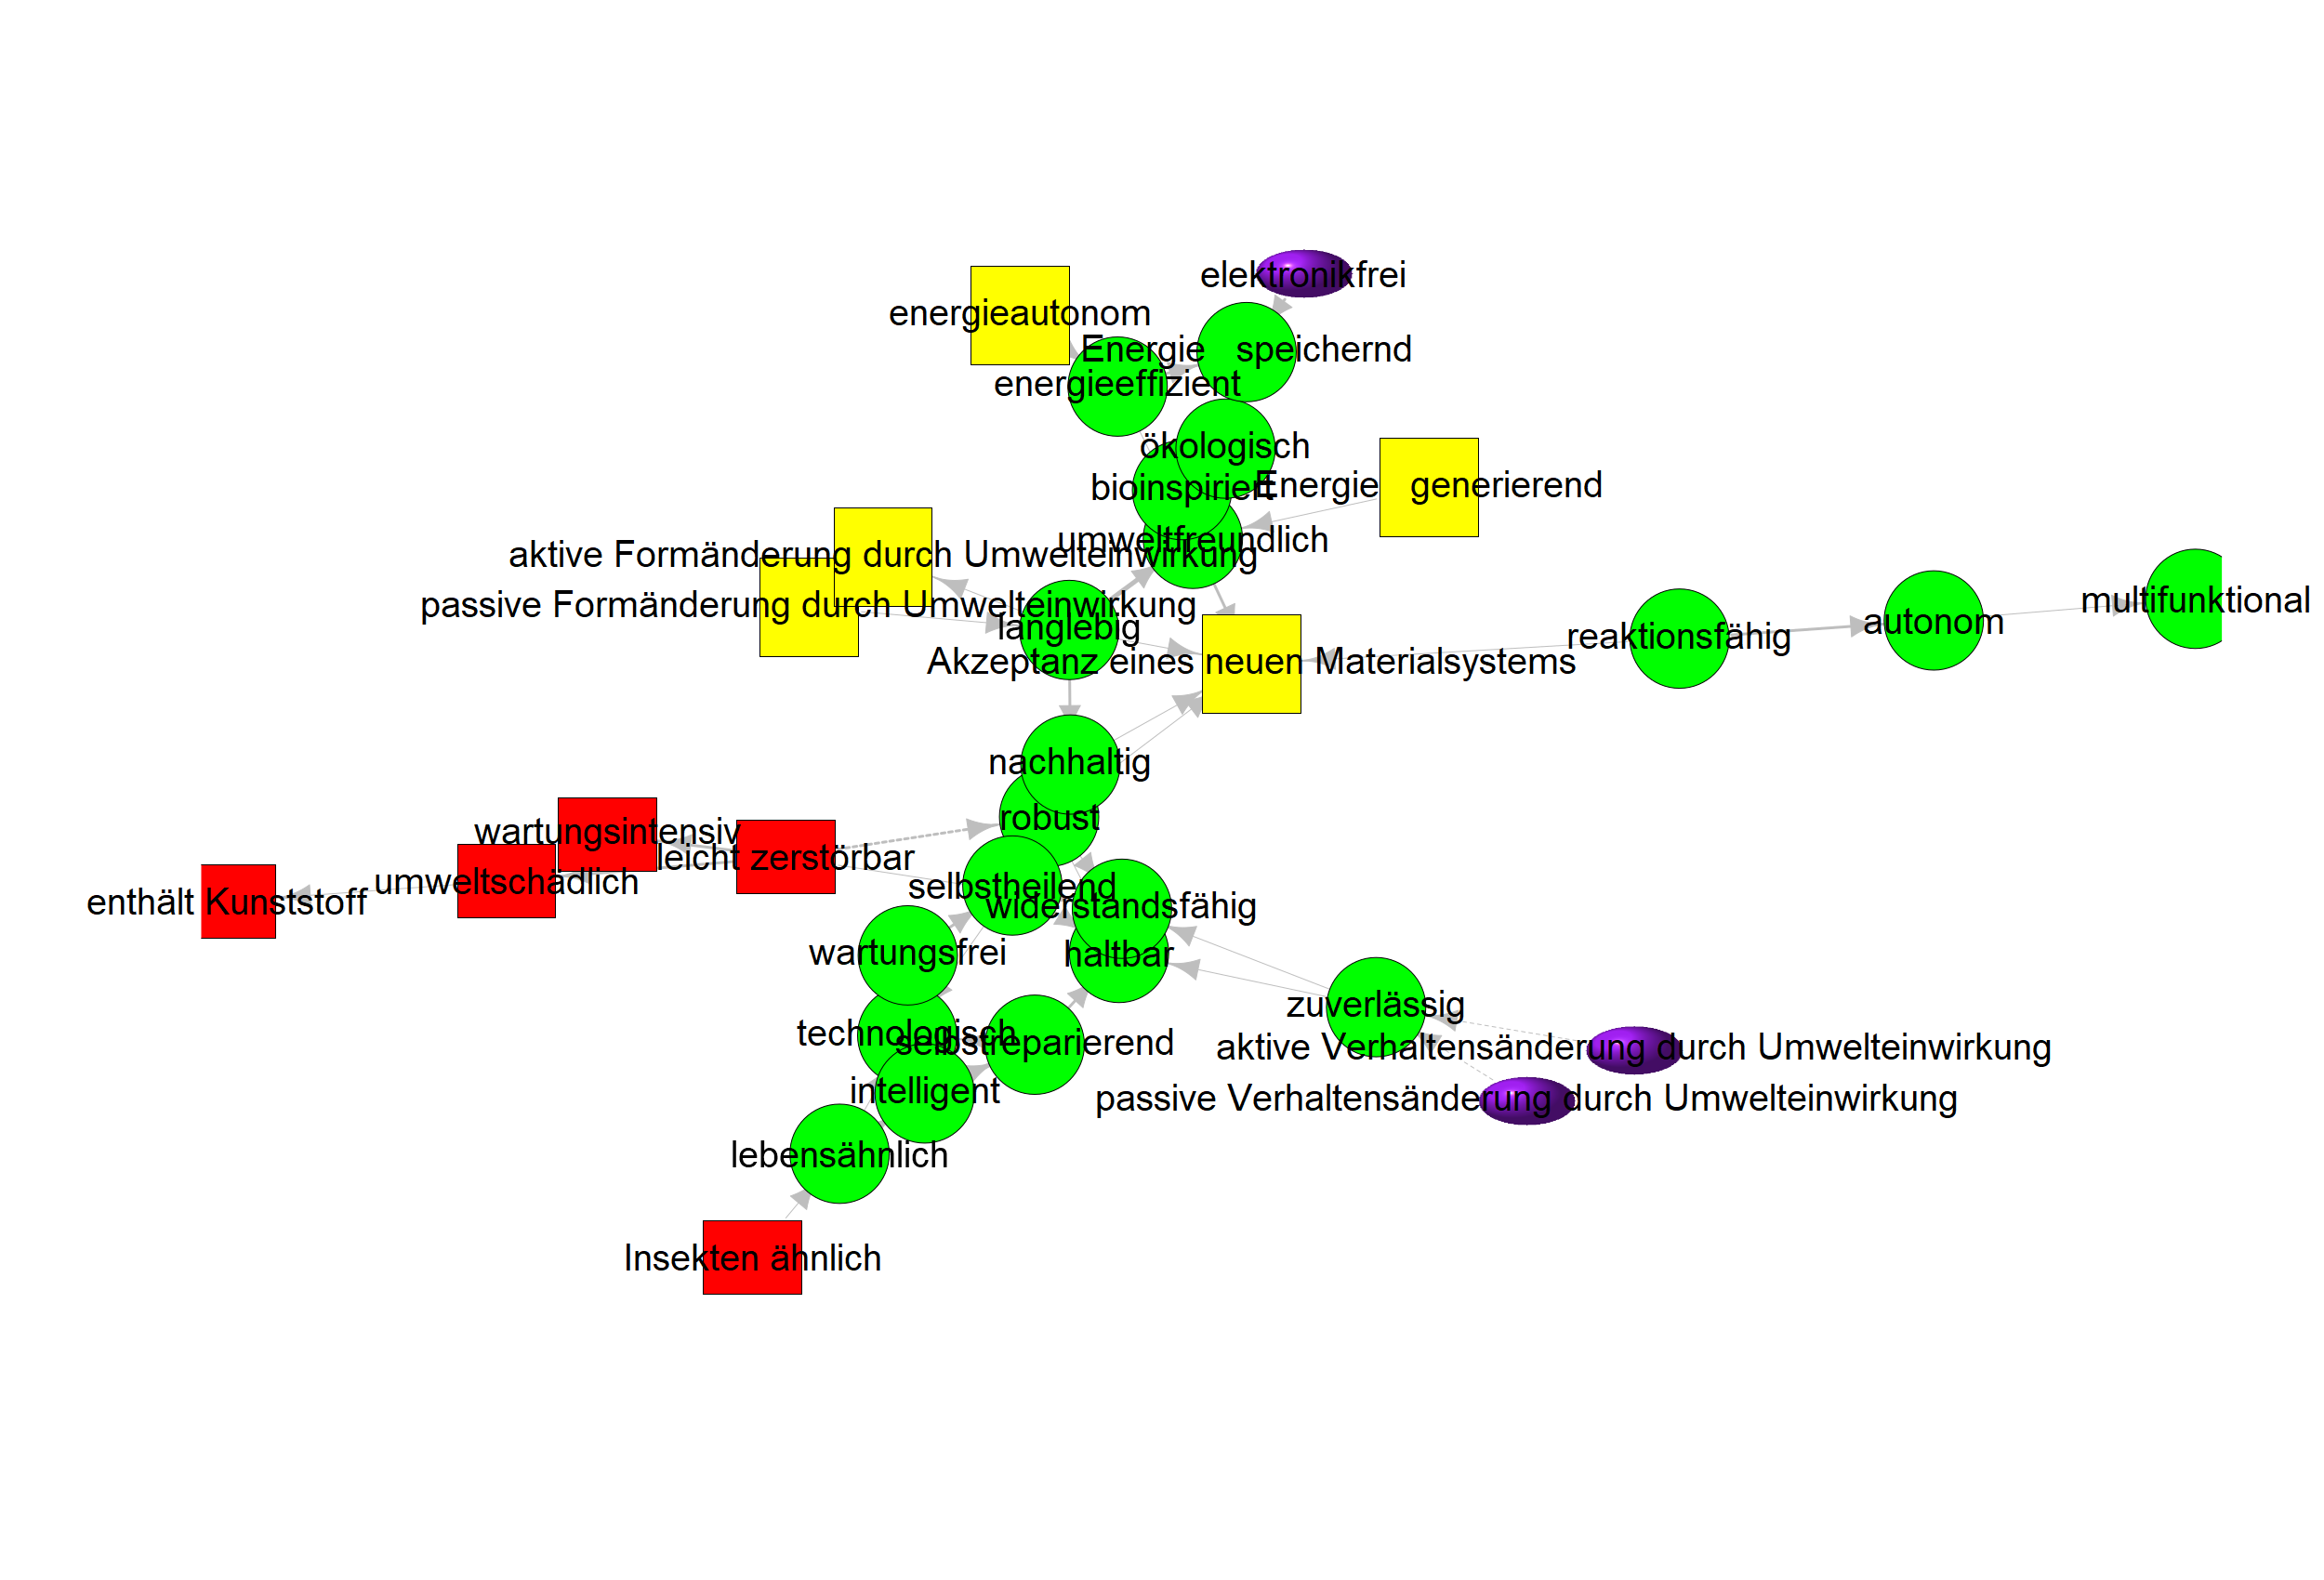 elektronikfrei
energieautonom
Energie speichernd
energieeffizient
ökologisch
bioinspiriert
Energie generierend
umweltfreundlich
aktive Formänderung durch Umwelteinwirkung
passive Formänderung durch Umwelteinwirkung
langlebig
multifunktional
autonom
reaktionsfähig
Akzeptanz eines neuen Materialsystems
nachhaltig
robust
wartungsintensiv
leicht zerstörbar
umweltschädlich
enthält Kunststoff
selbstheilend
widerstandsfähig
wartungsfrei
haltbar
zuverlässig
technologisch
selbstreparierend
aktive Verhaltensänderung durch Umwelteinwirkung
intelligent
passive Verhaltensänderung durch Umwelteinwirkung
lebensähnlich
Insekten ähnlich